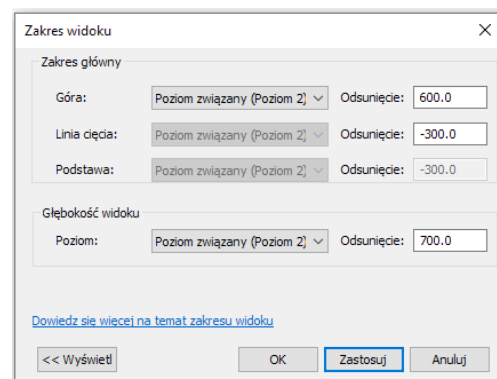 Zakres widoku
Zakres główny
Góra: Poziom związany (Poziom 2) Odsunięcie: 600.0
Linia cięcia: Poziom związany (Poziom 2) Odsunięcie: -300.0
Podstawa: Poziom związany (Poziom 2) Odsunięcie: -300.0
Głębokość widoku
Poziom: Poziom związany (Poziom 2) Odsunięcie: 700.0
Dowiedz się więcej na temat zakresu widoku
<< Wyświetl OK Zastosuj Anuluj